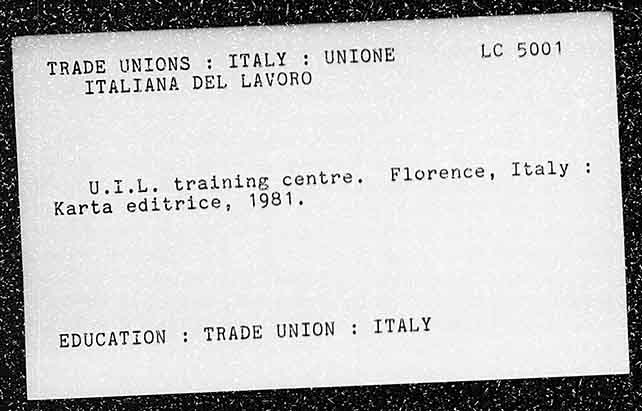 TRADE UNIONS : ITALY : UNIONE LC 5001
ITALIANA DEL LAVORO
U.I.L. training centre. Florence, Italy :
Karta editrice, 1981.
EDUCATION : TRADE UNION : ITALY